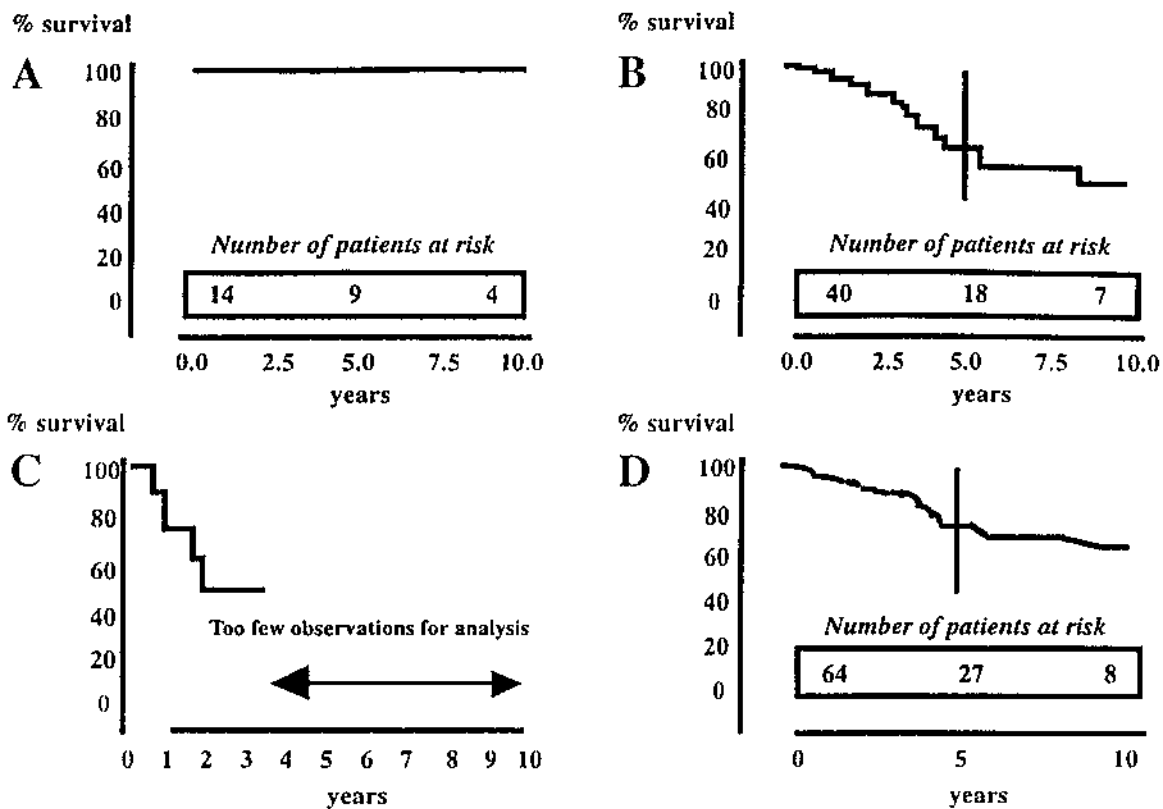 % survival
A
100
80
60
40
20
0
Number of patients at risk
14 9 4
0.0 2.5 5.0 7.5 10.0
years
% survival
B
100
80
60
40
20
0
Number of patients at risk
40 18 7
0.0 2.5 5.0 7.5 10.0
years
% survival
C
100
80
60
40
20
0
Too few observations for analysis
0 1 2 3 4 5 6 7 8 9 10
years
% survival
D
100
80
60
40
20
0
Number of patients at risk
64 27 8
0 5 10
years